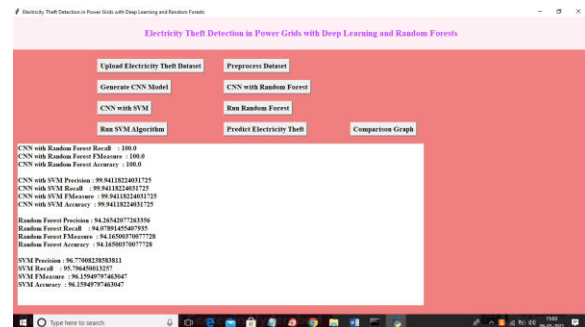 Electricity Theft Detection in Power Grids with Deep Learning and Random Forests
Electricity Theft Detection in Power Grids with Deep Learning and Random Forests
Upload Electricity Theft Dataset
Preprocess Dataset
Generate CNN Model
CNN with Random Forest
CNN with SVM
Run Random Forest
Run SVM Algorithm
Predict Electricity Theft
Comparison Graph
CNN with Random Forest Recall : 100.0
CNN with Random Forest FMeasure : 100.0
CNN with Random Forest Accuracy : 100.0
CNN with SVM Precision : 99.94118224031725
CNN with SVM Recall : 99.94118224031725
CNN with SVM FMeasure : 99.94118224031725
CNN with SVM Accuracy : 99.94118224031725
Random Forest Precision : 94.26542077263356
Random Forest Recall : 94.07891455407935
Random Forest FMeasure : 94.16500370077728
Random Forest Accuracy : 94.16500370077728
SVM Precision : 96.77008238583811
SVM Recall : 95.796450013257
SVM FMeasure : 96.15949797463047
SVM Accuracy : 96.15949797463047
Type here to search